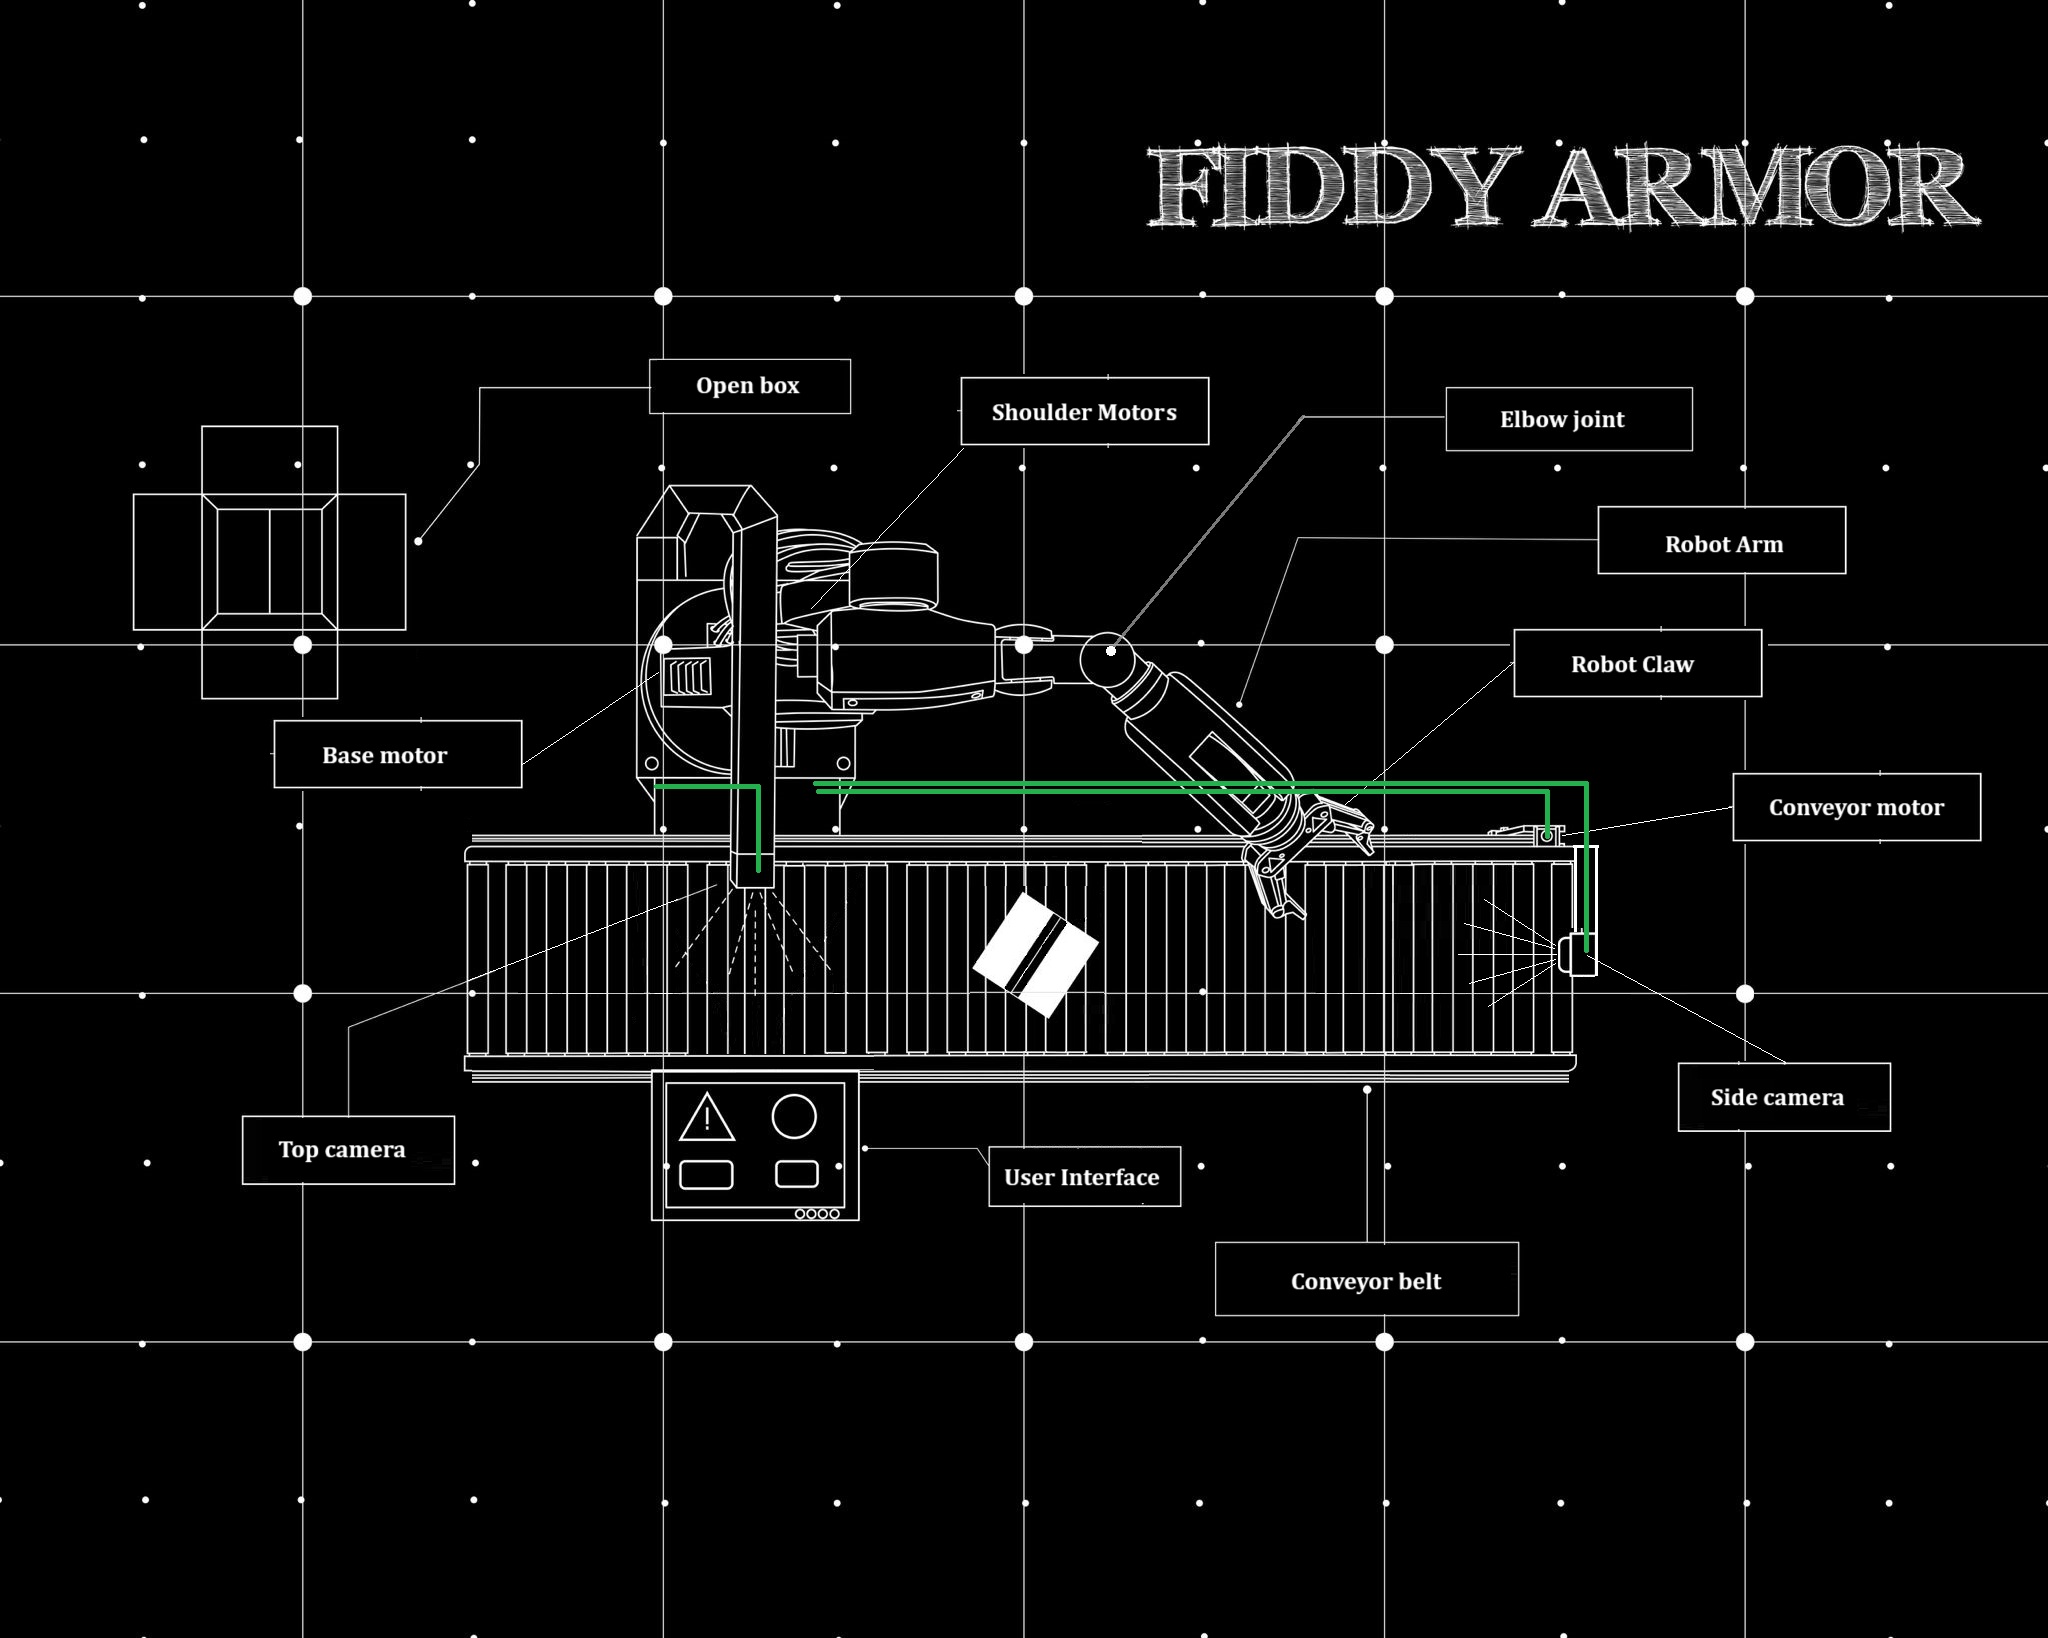 FIDDY ARMOR
Open box
Shoulder Motors
Elbow joint
Robot Arm
Robot Claw
Base motor
Conveyor motor
Side camera
Top camera
!
User Interface
Conveyor belt